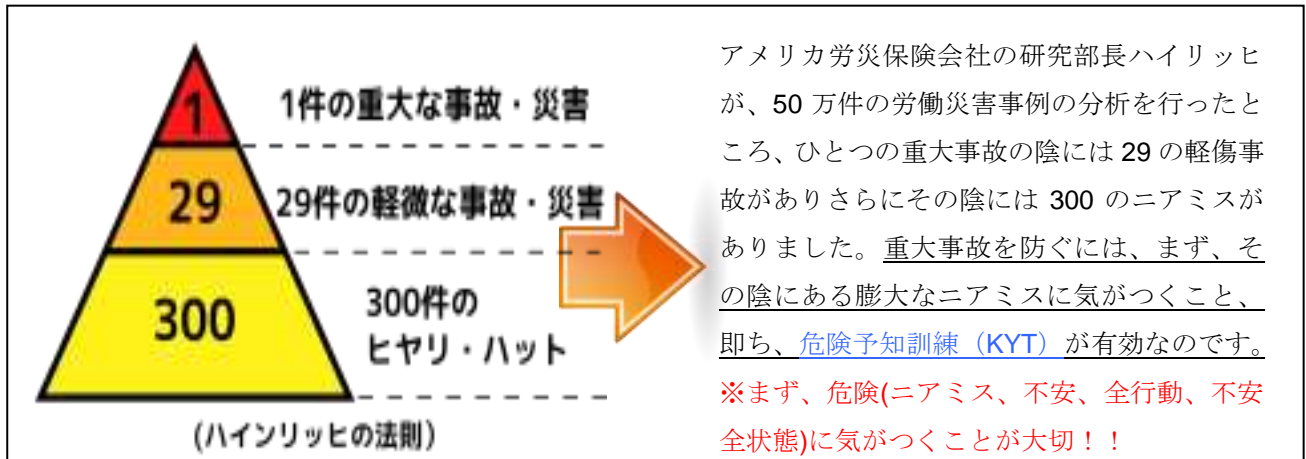 1
1件の重大な事故・災害
29
29件の軽微な事故・災害
300
300件の
ヒヤリ・ハット
(ハインリッヒの法則)
アメリカ労災保険会社の研究部長ハイリッヒ
が、50 万件の労働災害事例の分析を行ったと
ころ、ひとつの重大事故の陰には 29 の軽傷事
故がありさらにその陰には 300 のニアミスが
ありました。重大事故を防ぐには、まず、そ
の陰にある膨大なニアミスに気がつくこと、
即ち、危険予知訓練（KYT）が有効なのです。
※まず、危険(ニアミス、不安、全行動、不安
全状態)に気がつくことが大切！！